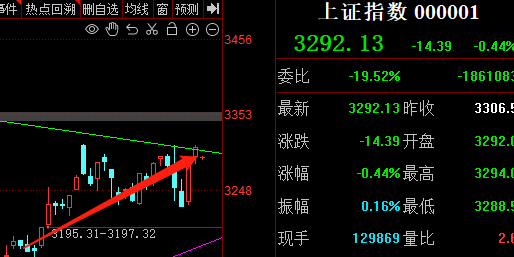 事件 热点回溯 删自选 均线 窗 预测
3456
3353
3248
3195.31-3197.32
上证指数 000001
3292.13 -14.39 -0.44%
委比 -19.52% -1861083
最新 3292.13 昨收 3306.5
涨跌 -14.39 开盘 3292.0
涨幅 -0.44% 最高 3294.0
振幅 0.16% 最低 3288.5
现手 129869 量比 2.6